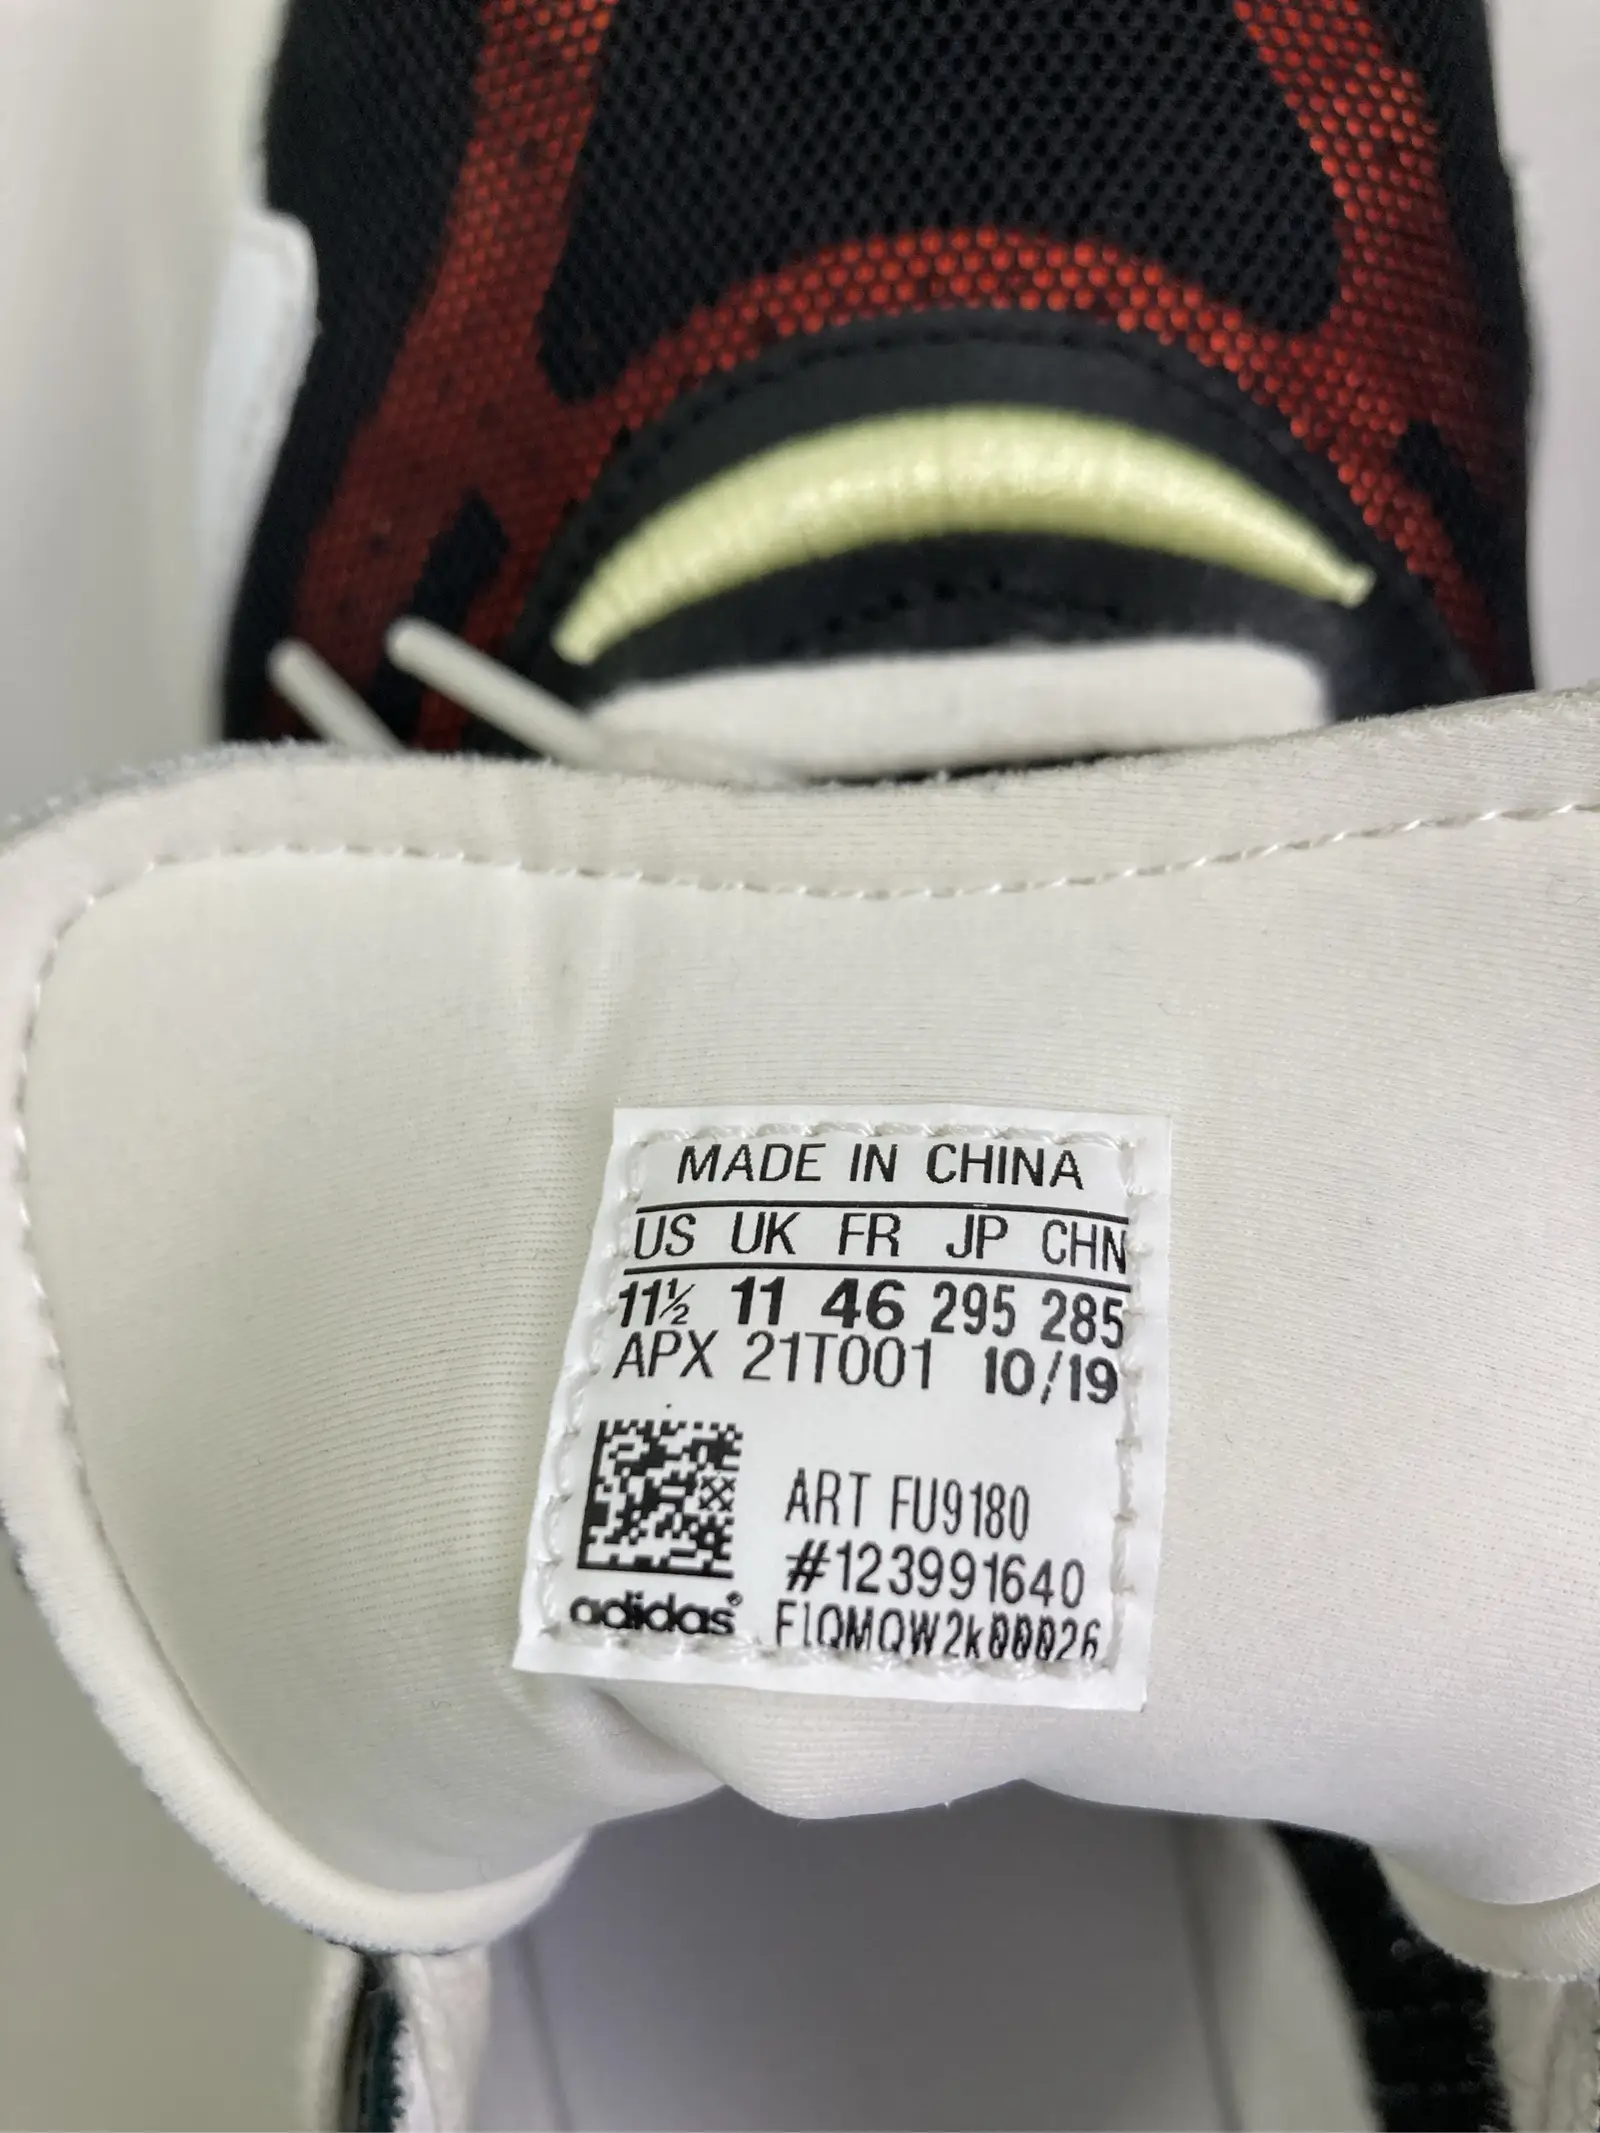 MADE IN CHINA
US UK FR JP CHN
11½ 11 46 295 285
APX 21T001 10/19
ART FU9180
#123991640
adidas® F1QMQW2k00026